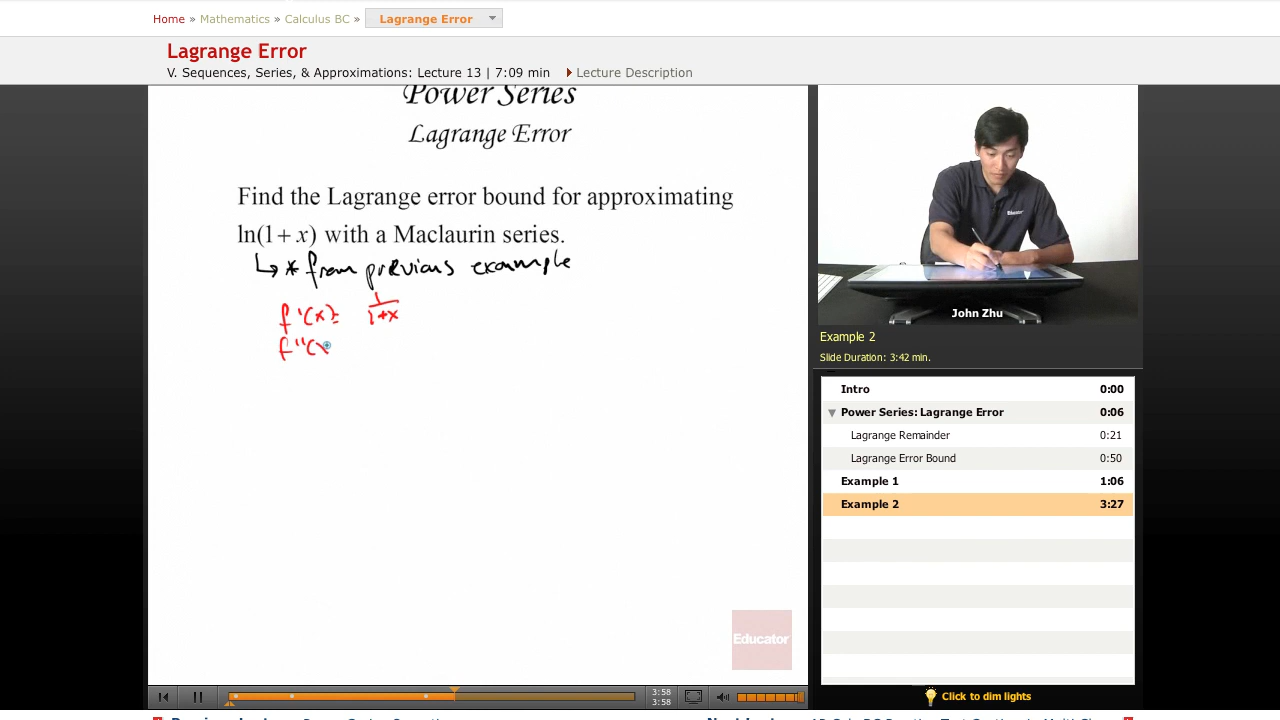 Home » Mathematics » Calculus BC » Lagrange Error
Lagrange Error
V. Sequences, Series, & Approximations: Lecture 13 | 7:09 min Lecture Description
Power Series
Lagrange Error
Find the Lagrange error bound for approximating
ln(1 + x) with a Maclaurin series.
↳ * from previous example
f'(x) = 1/1+x
f''(x
Educator
Educator
John Zhu
Example 2
Slide Duration: 3:42 min.
Intro 0:00
Power Series: Lagrange Error 0:06
Lagrange Remainder 0:21
Lagrange Error Bound 0:50
Example 1 1:06
Example 2 3:27
3:58
3:58
Click to dim lights